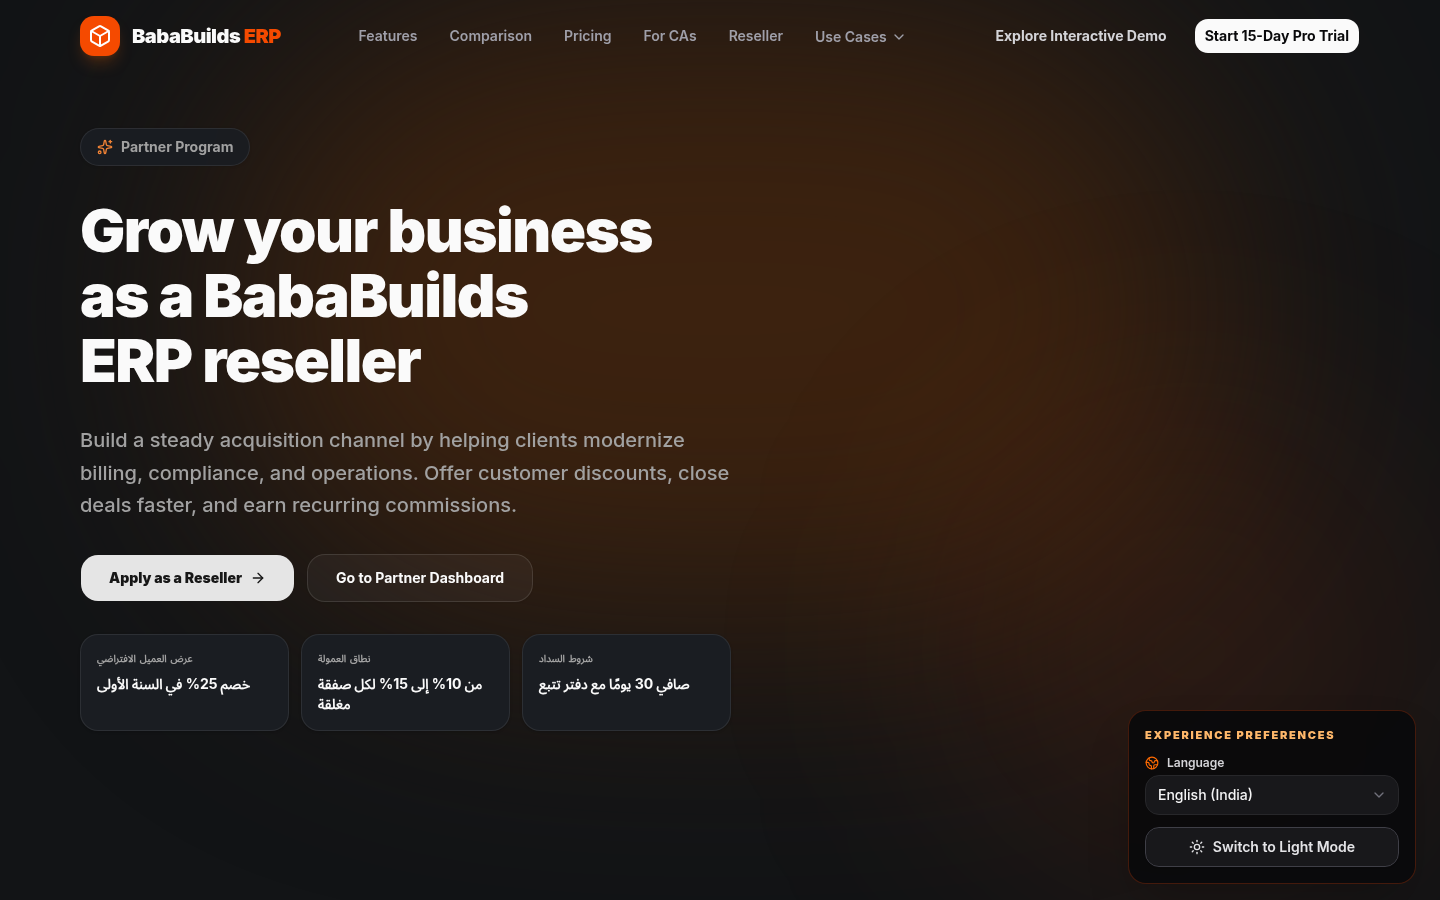 BabaBuilds ERP
Features
Comparison
Pricing
For CAs
Reseller
Use Cases
Explore Interactive Demo
Start 15-Day Pro Trial
Partner Program
Grow your business
as a BabaBuilds
ERP reseller
Build a steady acquisition channel by helping clients modernize
billing, compliance, and operations. Offer customer discounts, close
deals faster, and earn recurring commissions.
Apply as a Reseller
Go to Partner Dashboard
عرض العميل الافتراضي
خصم 25% في السنة الأولى
نطاق العمولة
من 10% إلى 15% لكل صفقة
مغلقة
شروط السداد
صافي 30 يومًا مع دفتر تتبع
EXPERIENCE PREFERENCES
Language
English (India)
Switch to Light Mode